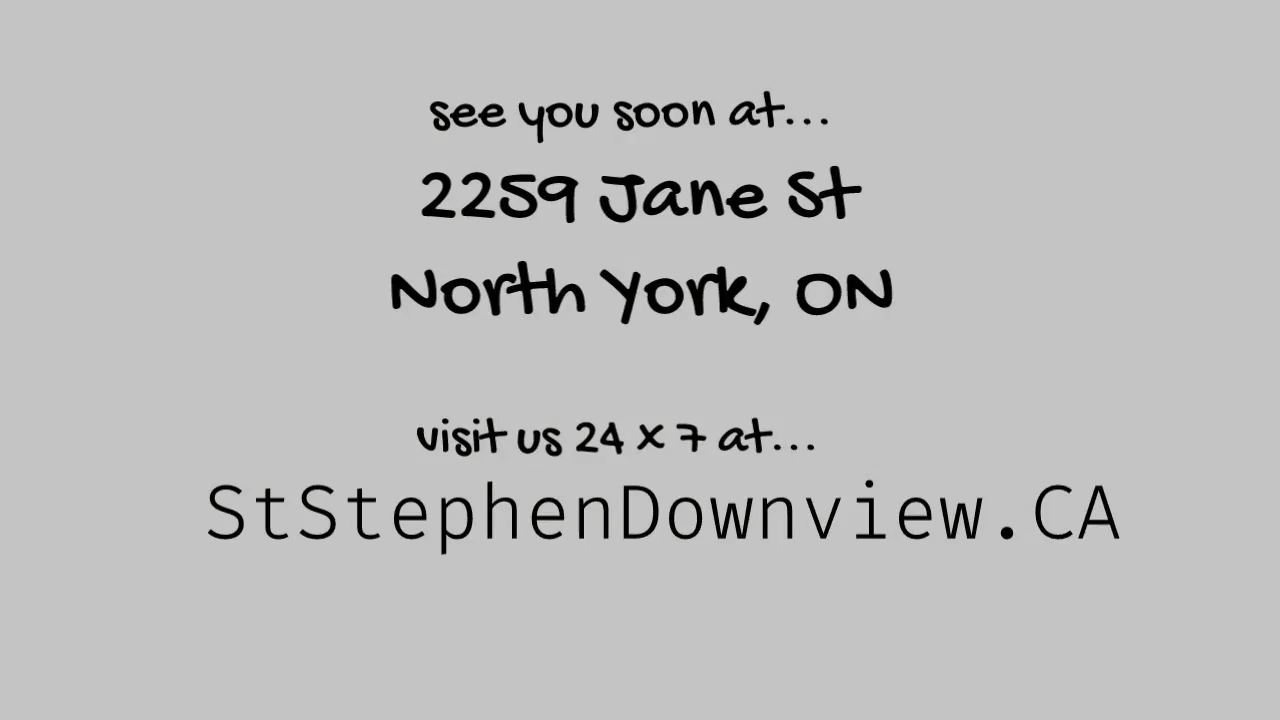 see you soon at...
2259 Jane St
North York, ON
visit us 24 x 7 at...
StStephenDownview.CA